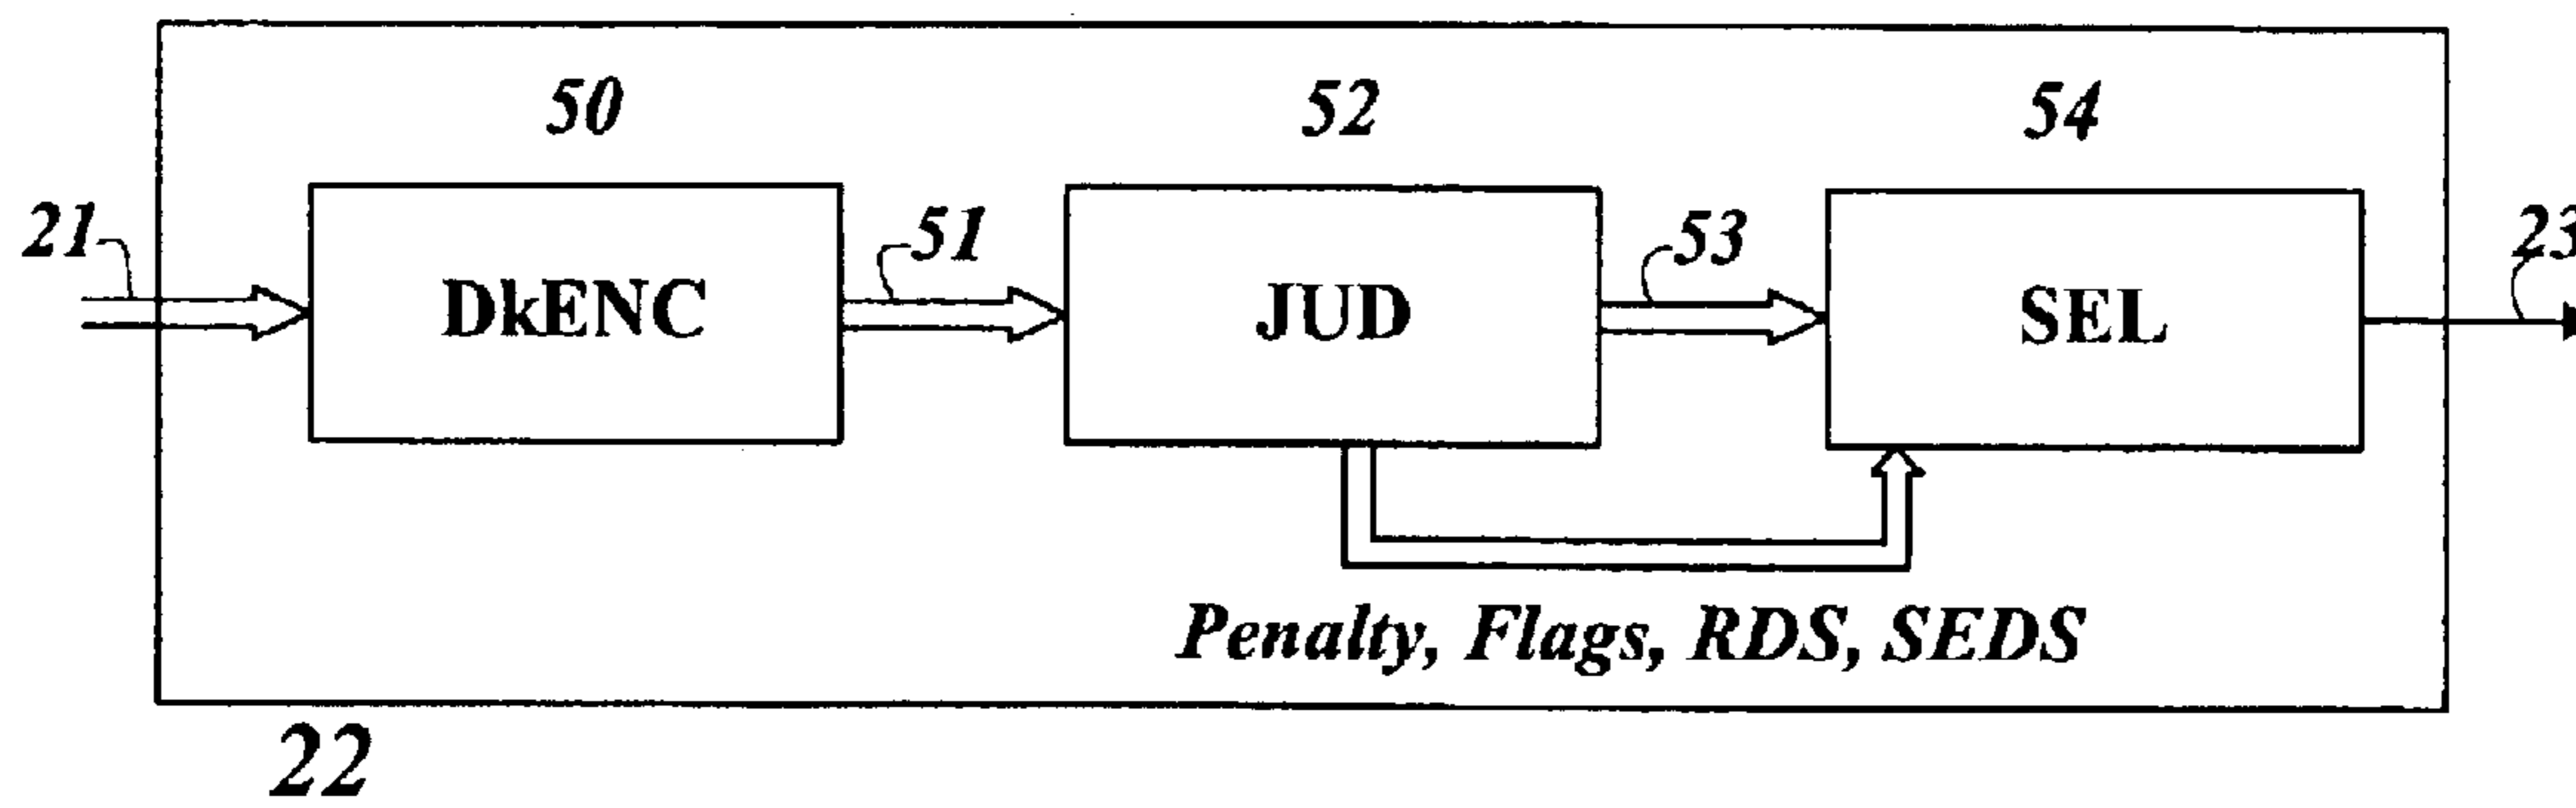 50 52 54
21 51 53 23
DkENC JUD SEL
Penalty, Flags, RDS, SEDS
22